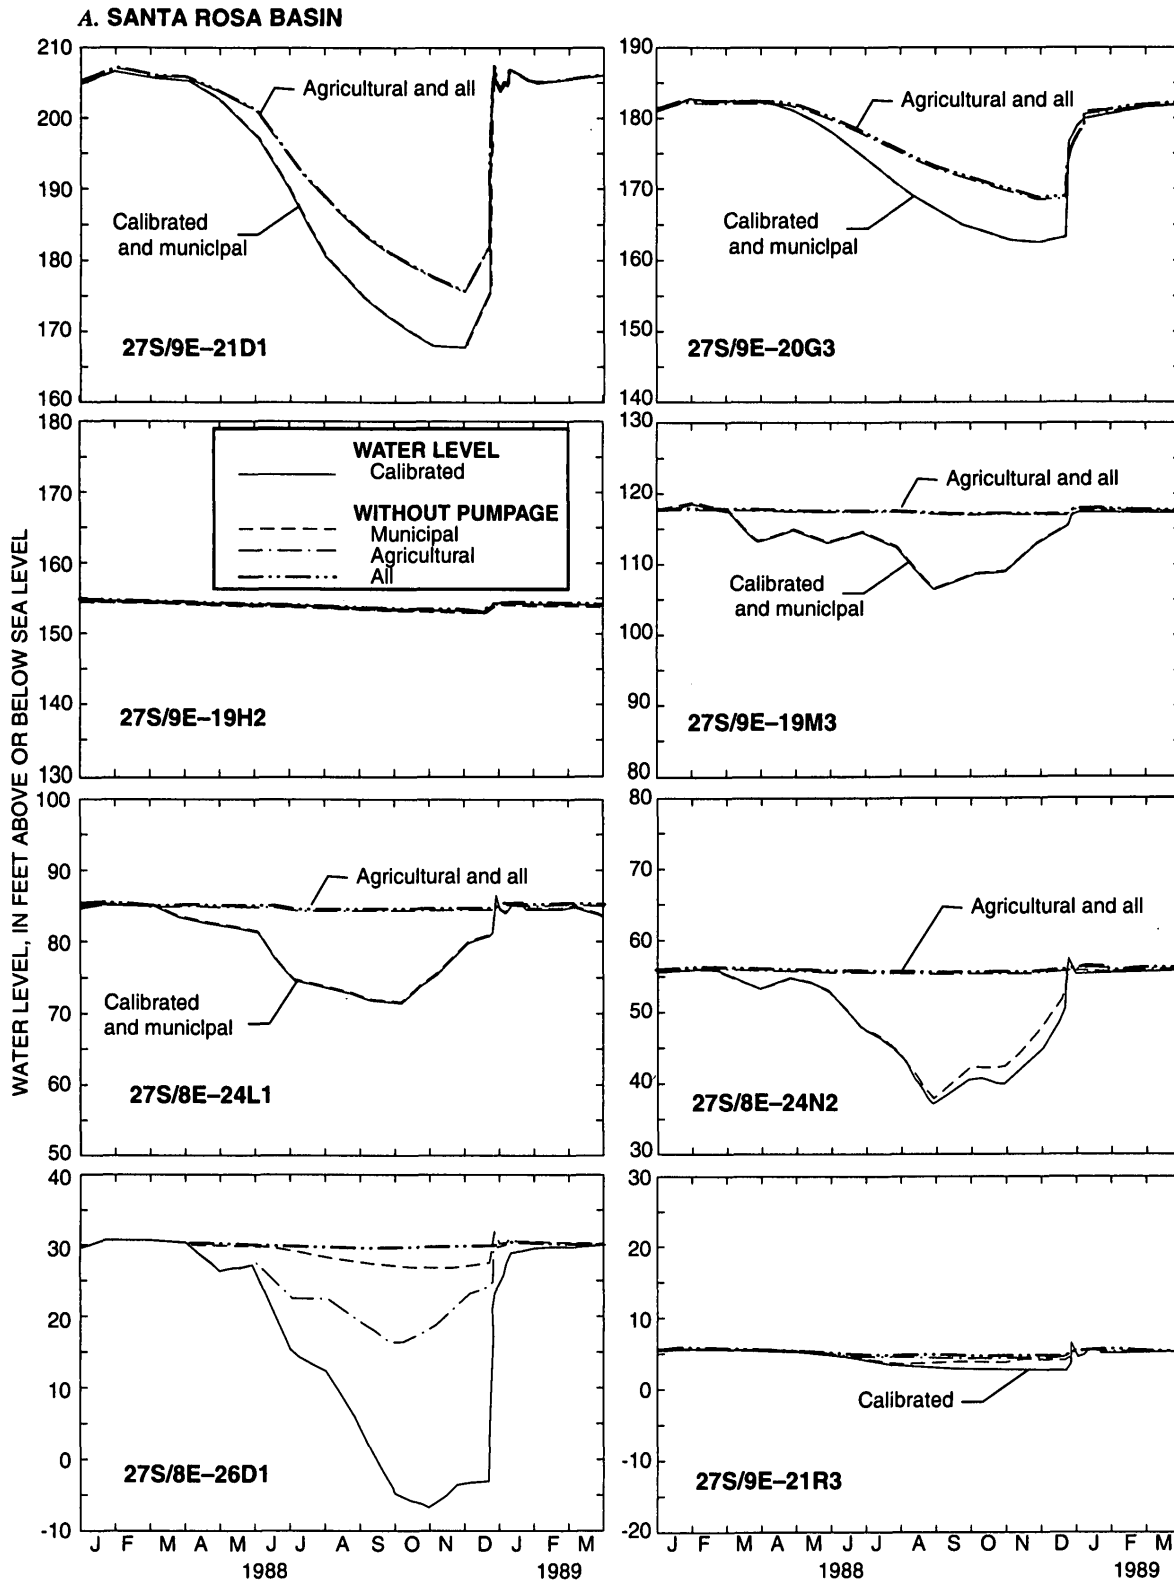 A. SANTA ROSA BASIN
WATER LEVEL, IN FEET ABOVE OR BELOW SEA LEVEL
210
200
190
180
170
160
Agricultural and all
Calibrated
and municipal
27S/9E–21D1
190
180
170
160
150
140
Agricultural and all
Calibrated
and municipal
27S/9E–20G3
180
170
160
150
140
130
WATER LEVEL
Calibrated
WITHOUT PUMPAGE
Municipal
Agricultural
All
27S/9E–19H2
130
120
110
100
90
80
Agricultural and all
Calibrated
and municipal
27S/9E–19M3
100
90
80
70
60
50
Agricultural and all
Calibrated
and municipal
27S/8E–24L1
80
70
60
50
40
30
Agricultural and all
27S/8E–24N2
40
30
20
10
0
-10
27S/8E–26D1
J F M A M J J A S O N D J F M
1988 1989
30
20
10
0
-10
-20
Calibrated
27S/9E–21R3
J F M A M J J A S O N D J F M
1988 1989